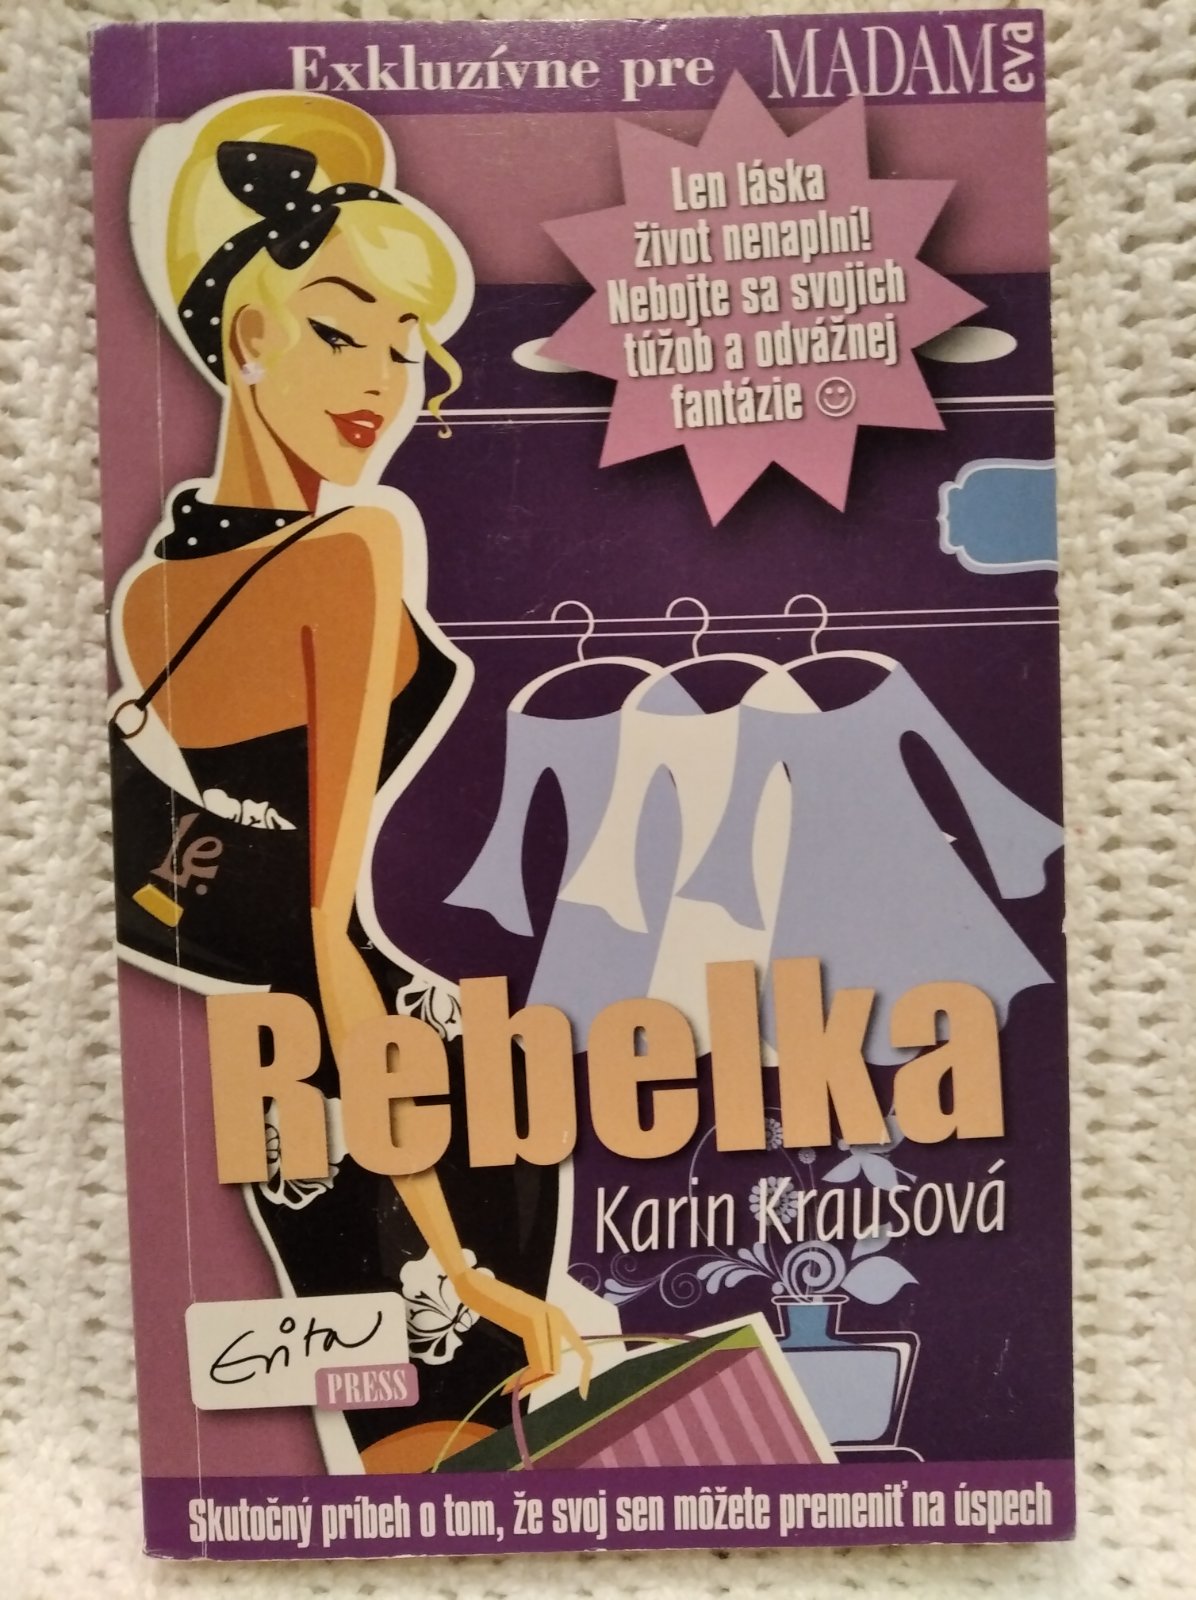 Exkluzívne pre MADAM eva
Len láska
život nenaplní!
Nebojte sa svojich
túžob a odvážnej
fantázie ☺
Le.
Rebelka
Karin Krausová
Evita
PRESS
Skutočný príbeh o tom, že svoj sen môžete premeniť na úspech